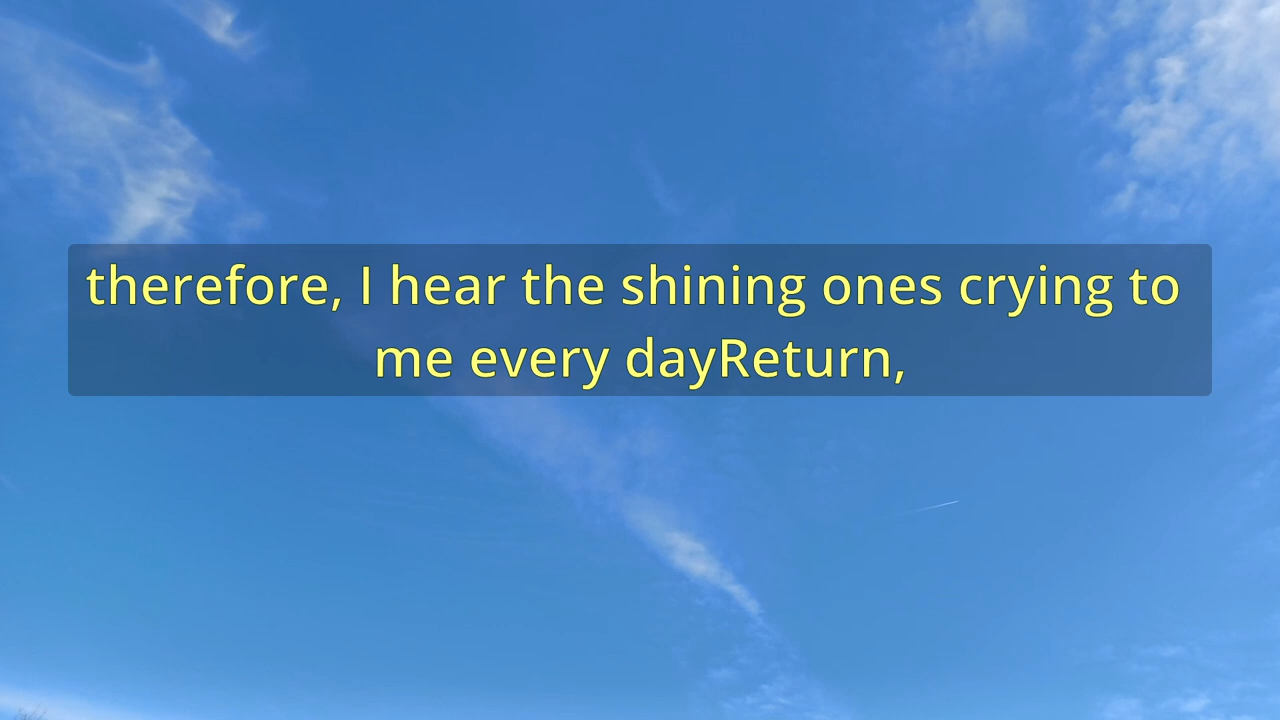 therefore, I hear the shining ones crying to
me every dayReturn,